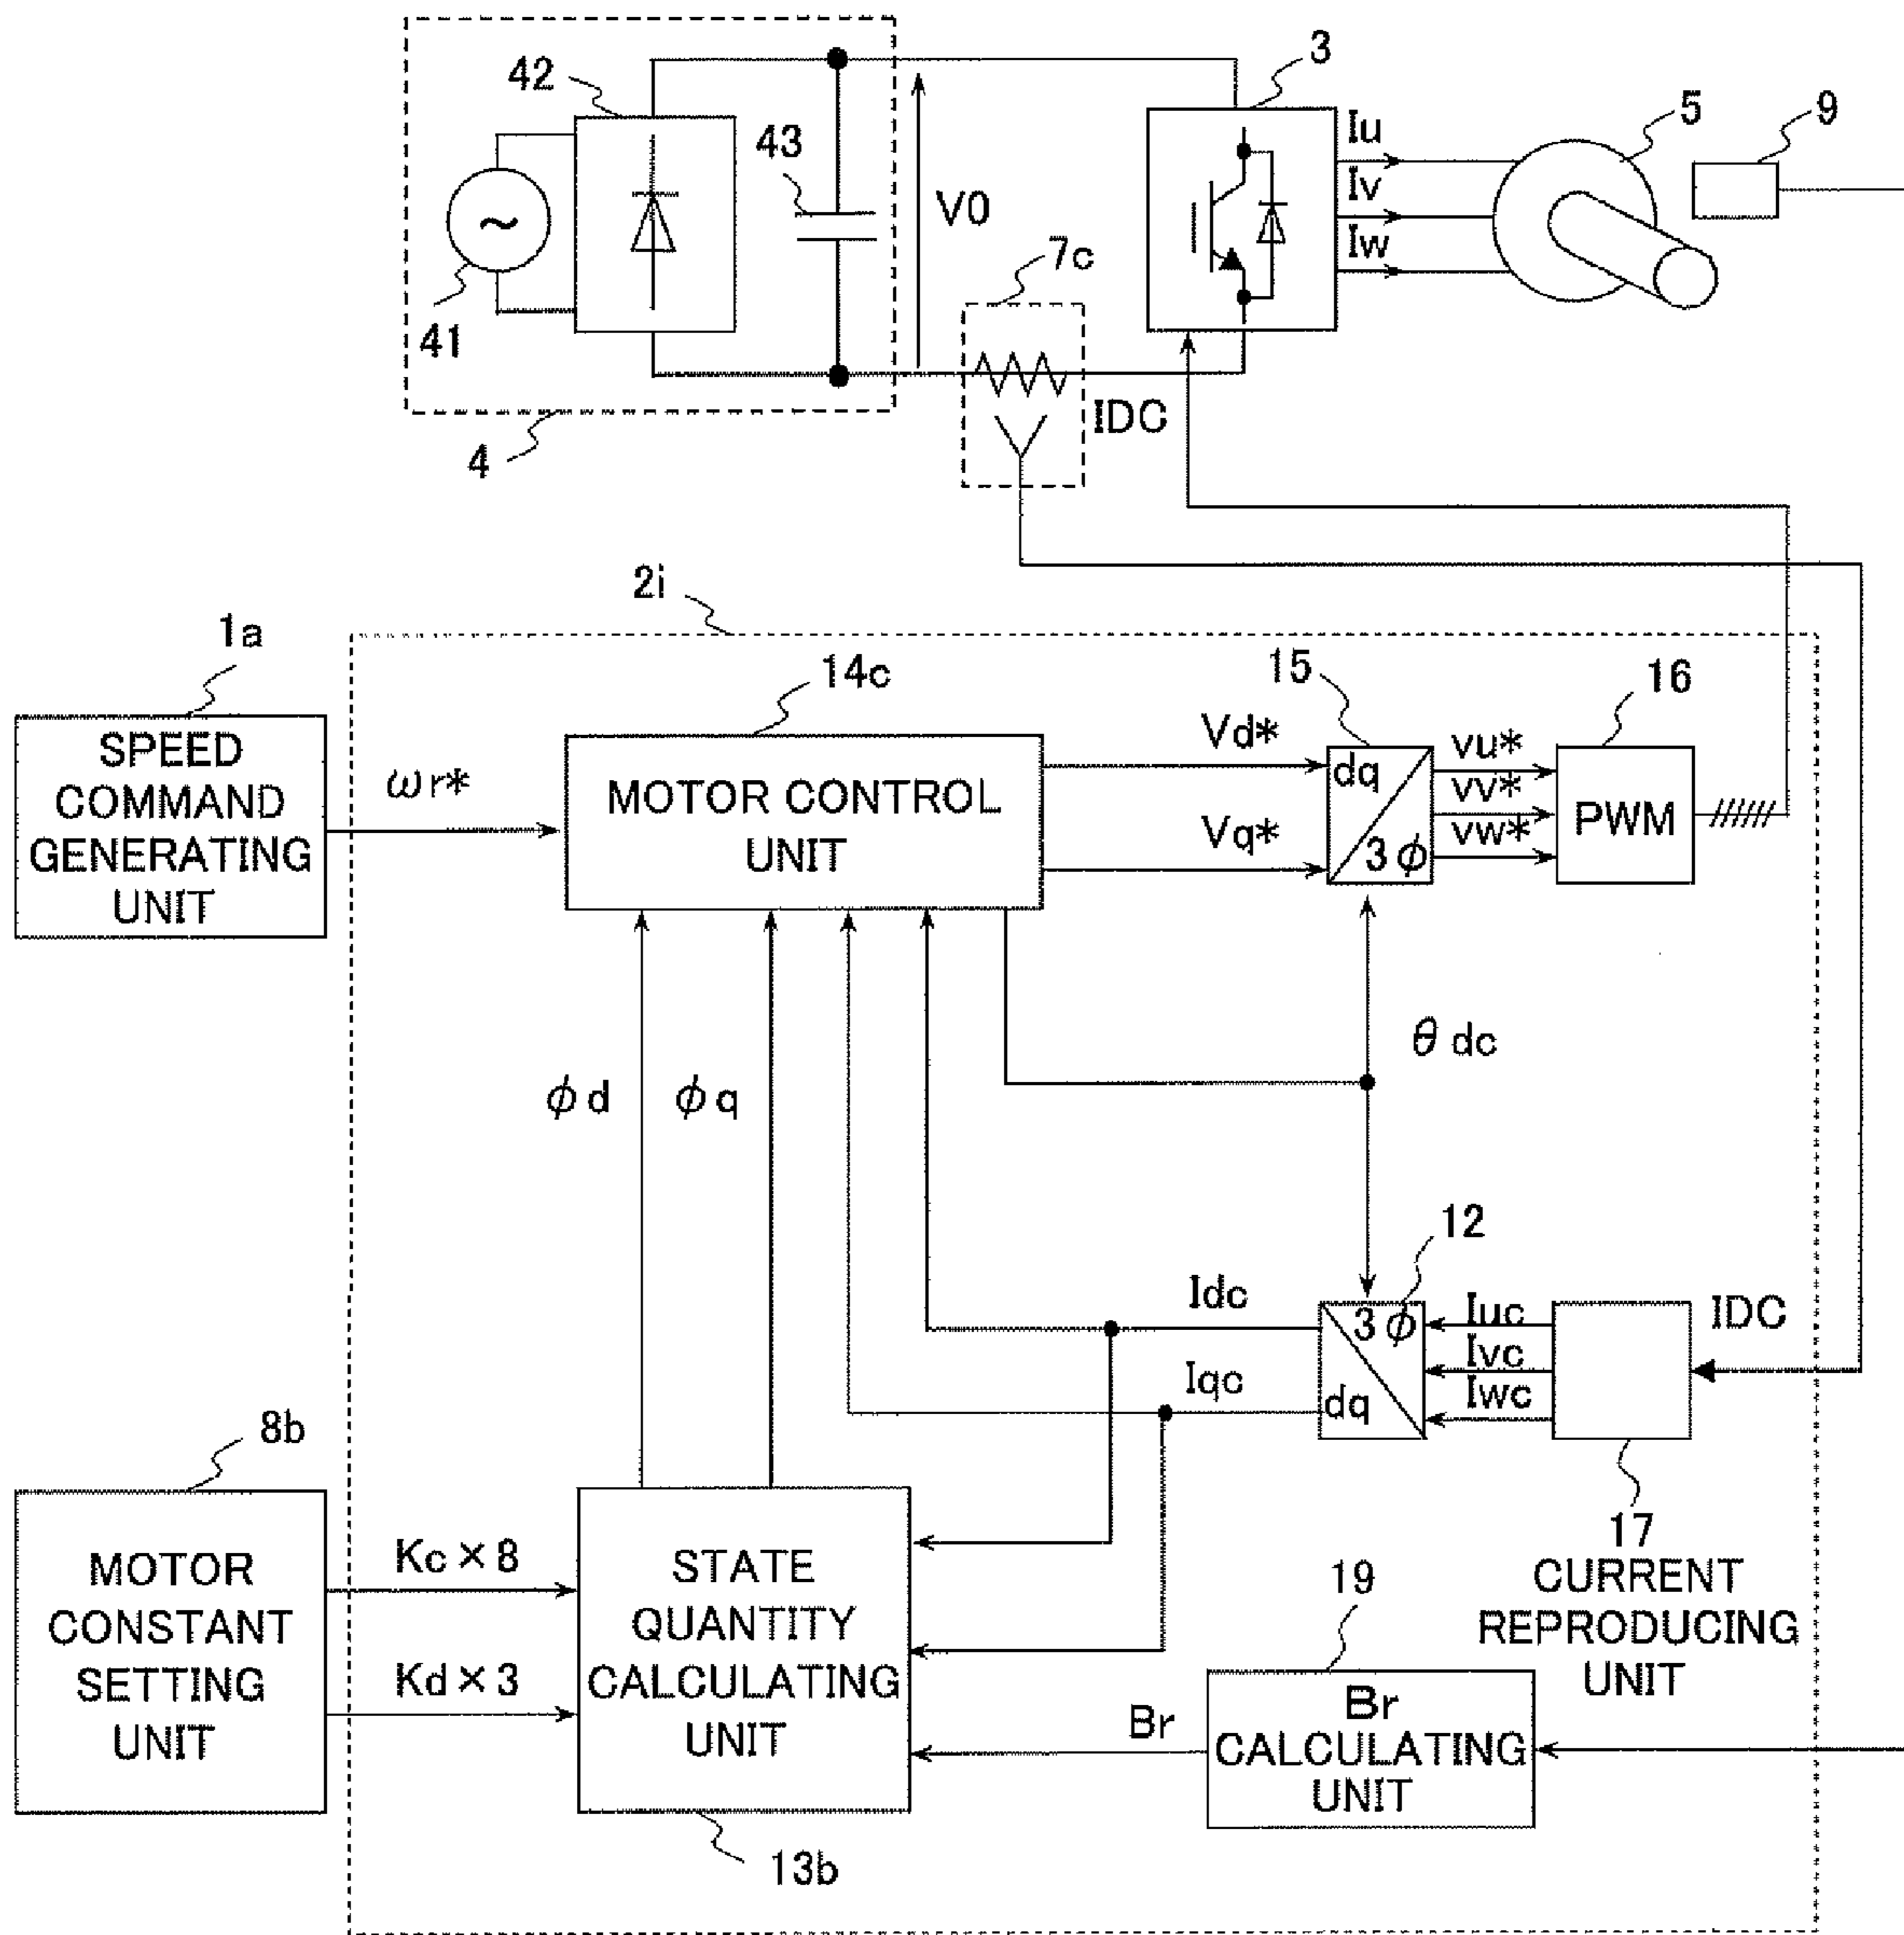 42
43
41
4
V0
7c
IDC
3
Iu
Iv
Iw
5
9
2i
1a
SPEED
COMMAND
GENERATING
UNIT
ωr*
14c
MOTOR CONTROL
UNIT
Vd*
Vq*
15
dq
3φ
vu*
vv*
vw*
16
PWM
φd
φq
θdc
12
Idc
Iqc
3φ
dq
Iuc
Ivc
Iwc
IDC
17
CURRENT
REPRODUCING
UNIT
8b
MOTOR
CONSTANT
SETTING
UNIT
Kc×8
Kd×3
STATE
QUANTITY
CALCULATING
UNIT
13b
Br
19
Br
CALCULATING
UNIT